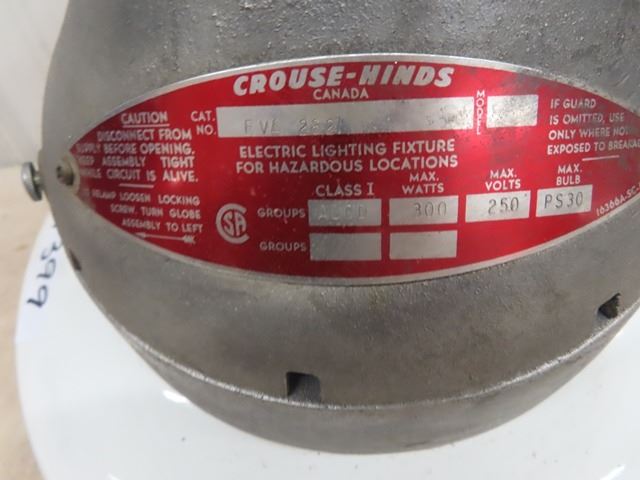 CROUSE-HINDS
CANADA
CAUTION
DISCONNECT FROM
SUPPLY BEFORE OPENING.
KEEP ASSEMBLY TIGHT
WHILE CIRCUIT IS ALIVE.
TO RELAMP LOOSEN LOCKING
SCREW, TURN GLOBE
ASSEMBLY TO LEFT
CAT.
NO.
MODEL
ELECTRIC LIGHTING FIXTURE
FOR HAZARDOUS LOCATIONS
CLASS I
MAX.
WATTS
MAX.
VOLTS
MAX.
BULB
GROUPS
ABCD
300
250
PS30
GROUPS
SA
IF GUARD
IS OMITTED, USE
ONLY WHERE NOT
EXPOSED TO BREAKAGE
399